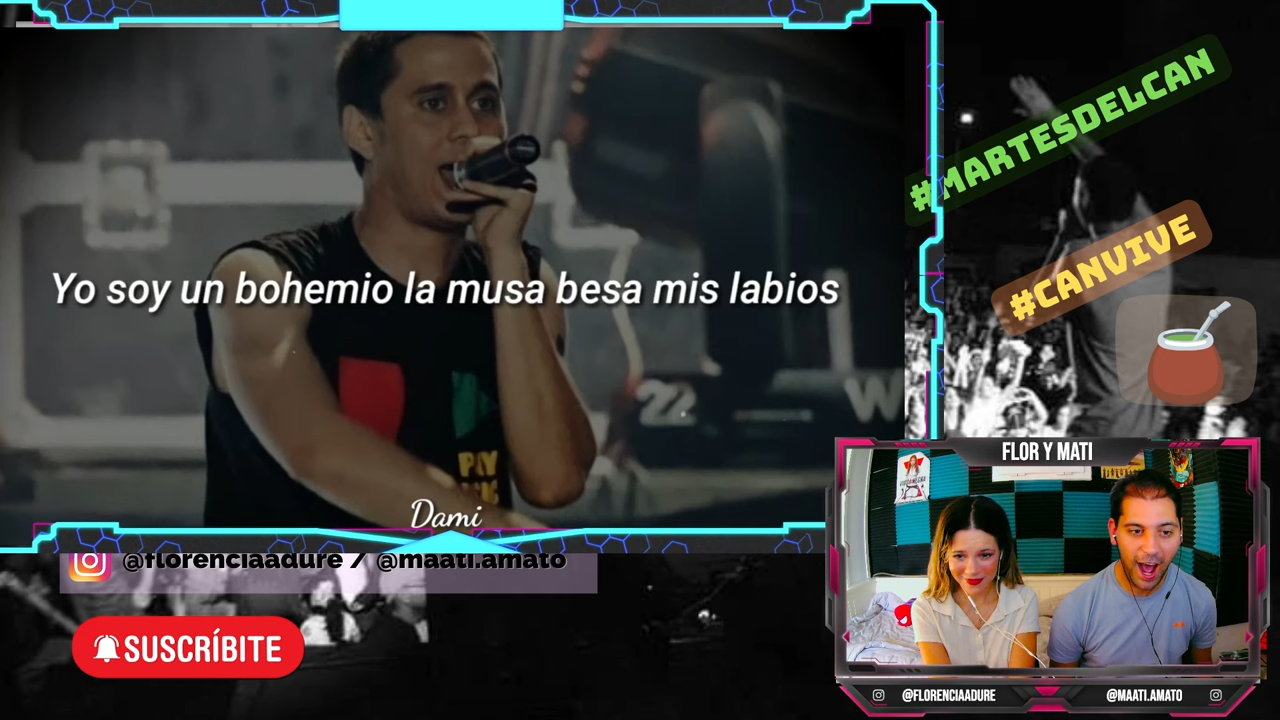 #MARTESDELCAN
#CANVIVE
Yo soy un bohemio la musa besa mis labios
22
W
Dami
@florenciaadure / @maati.amato
SUSCRÍBITE
FLOR Y MATI
@FLORENCIAADURE
@MAATI.AMATO